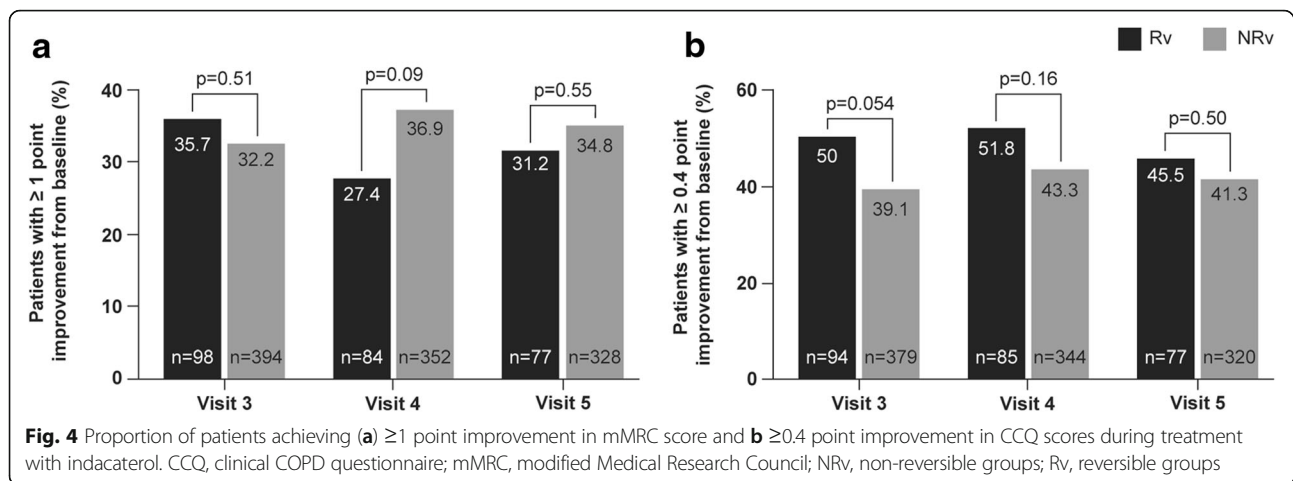 a
Patients with ≥ 1 point
improvement from baseline (%)
40
30
20
10
0
p=0.51
p=0.09
p=0.55
35.7
32.2
27.4
36.9
31.2
34.8
n=98
n=394
n=84
n=352
n=77
n=328
Visit 3
Visit 4
Visit 5
b
Rv
NRv
Patients with ≥ 0.4 point
improvement from baseline (%)
60
40
20
0
p=0.054
p=0.16
p=0.50
50
39.1
51.8
43.3
45.5
41.3
n=94
n=379
n=85
n=344
n=77
n=320
Visit 3
Visit 4
Visit 5
Fig. 4 Proportion of patients achieving (a) ≥1 point improvement in mMRC score and b ≥0.4 point improvement in CCQ scores during treatment
with indacaterol. CCQ, clinical COPD questionnaire; mMRC, modified Medical Research Council; NRv, non-reversible groups; Rv, reversible groups